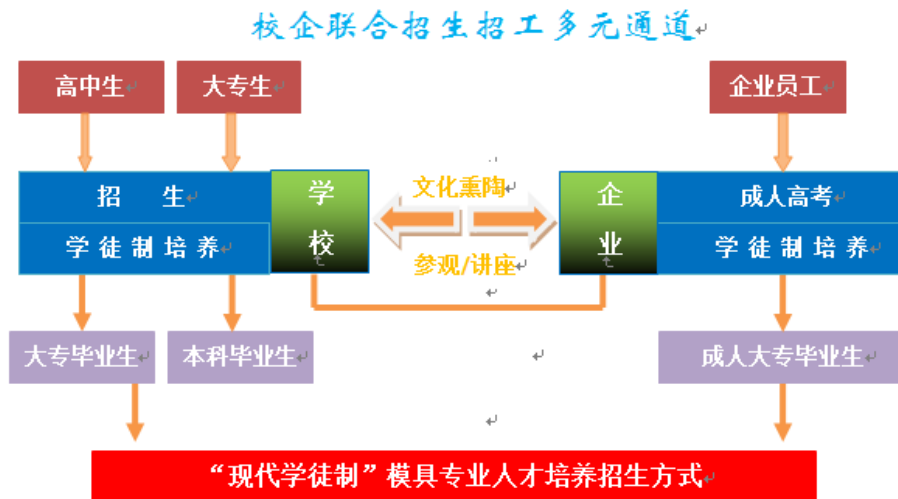 校企联合招生招工多元通道
高中生
大专生
企业员工
招 生
学徒制培养
学校
文化熏陶
参观/讲座
企业
成人高考
学徒制培养
大专毕业生
本科毕业生
成人大专毕业生
“现代学徒制”模具专业人才培养招生方式